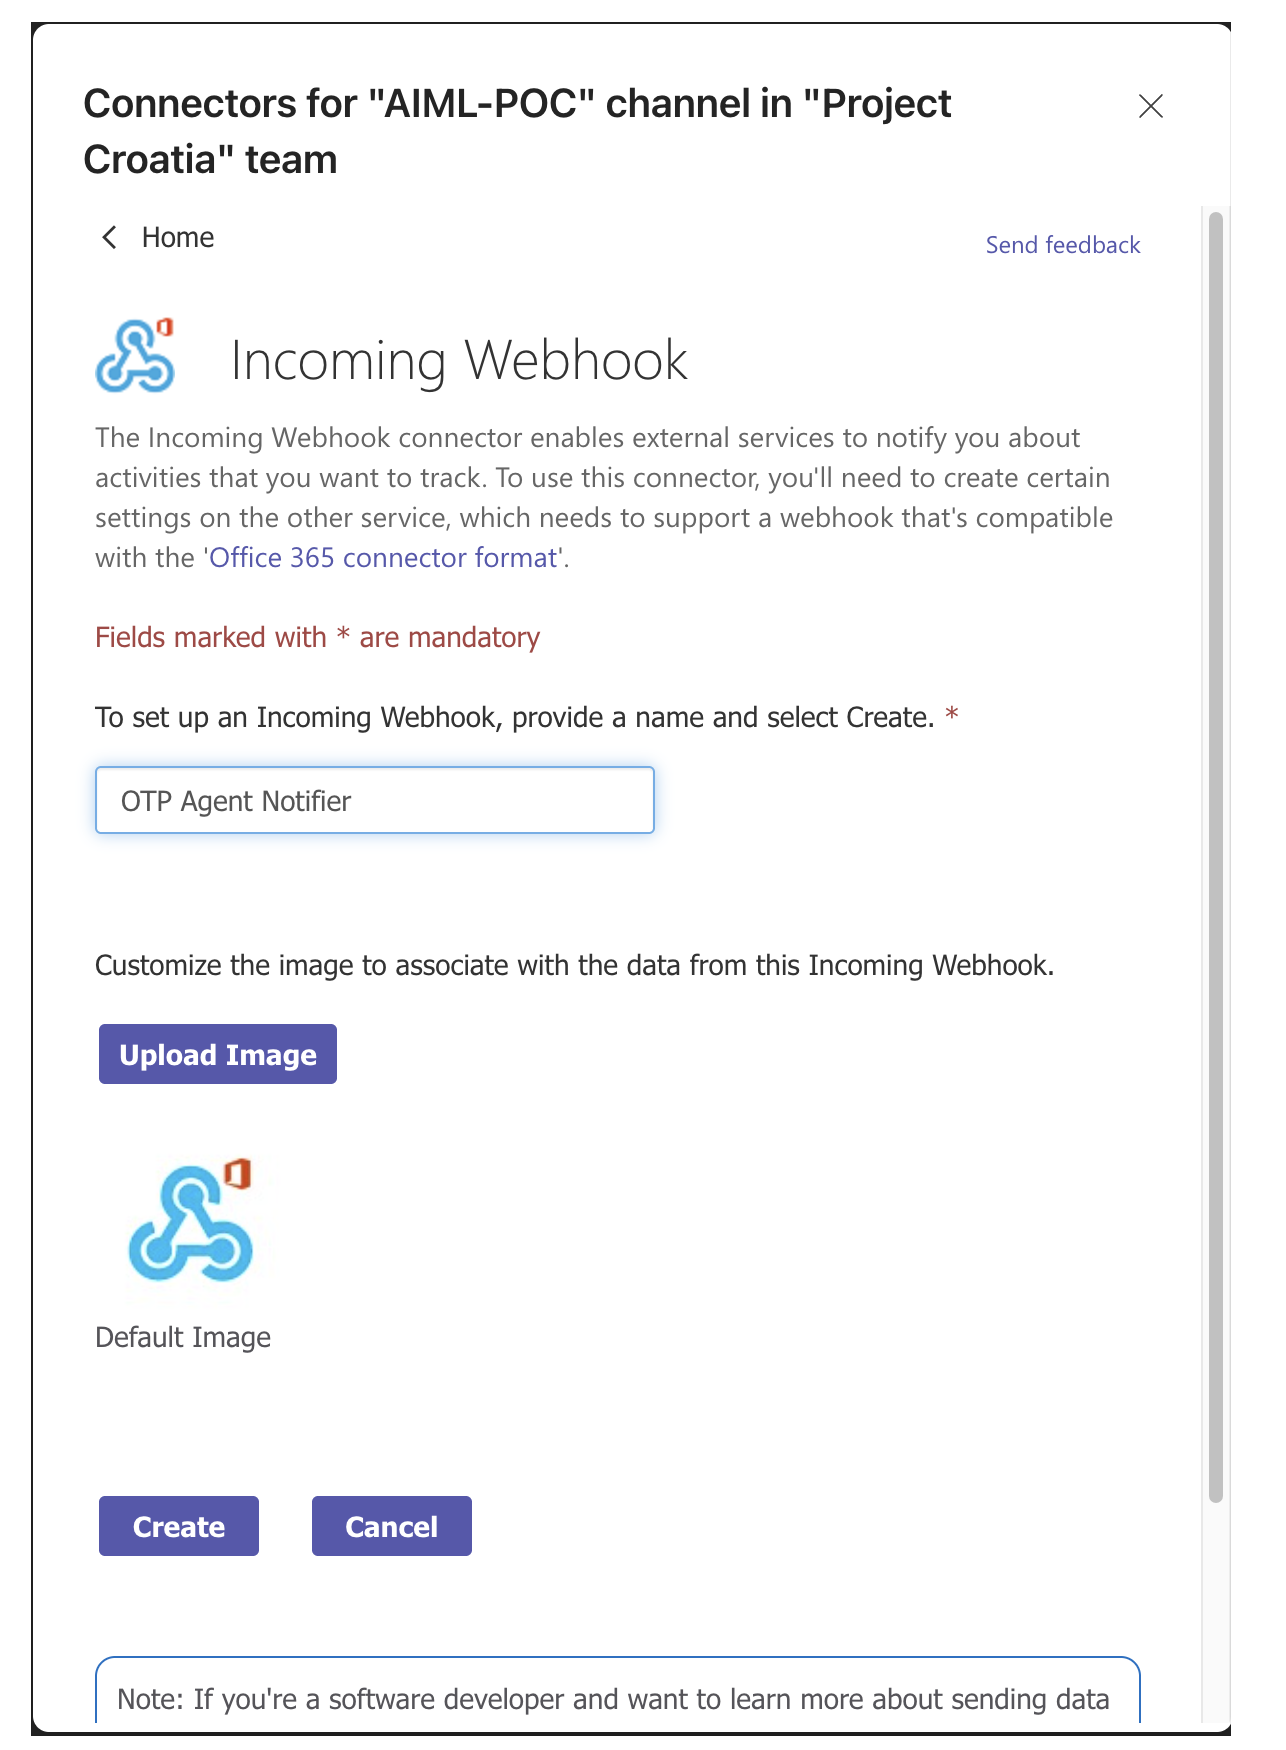 Connectors for "AIML-POC" channel in "Project
Croatia" team
Home
Send feedback
Incoming Webhook
The Incoming Webhook connector enables external services to notify you about
activities that you want to track. To use this connector, you'll need to create certain
settings on the other service, which needs to support a webhook that's compatible
with the 'Office 365 connector format'.
Fields marked with * are mandatory
To set up an Incoming Webhook, provide a name and select Create. *
OTP Agent Notifier
Customize the image to associate with the data from this Incoming Webhook.
Upload Image
Default Image
Create
Cancel
Note: If you're a software developer and want to learn more about sending data